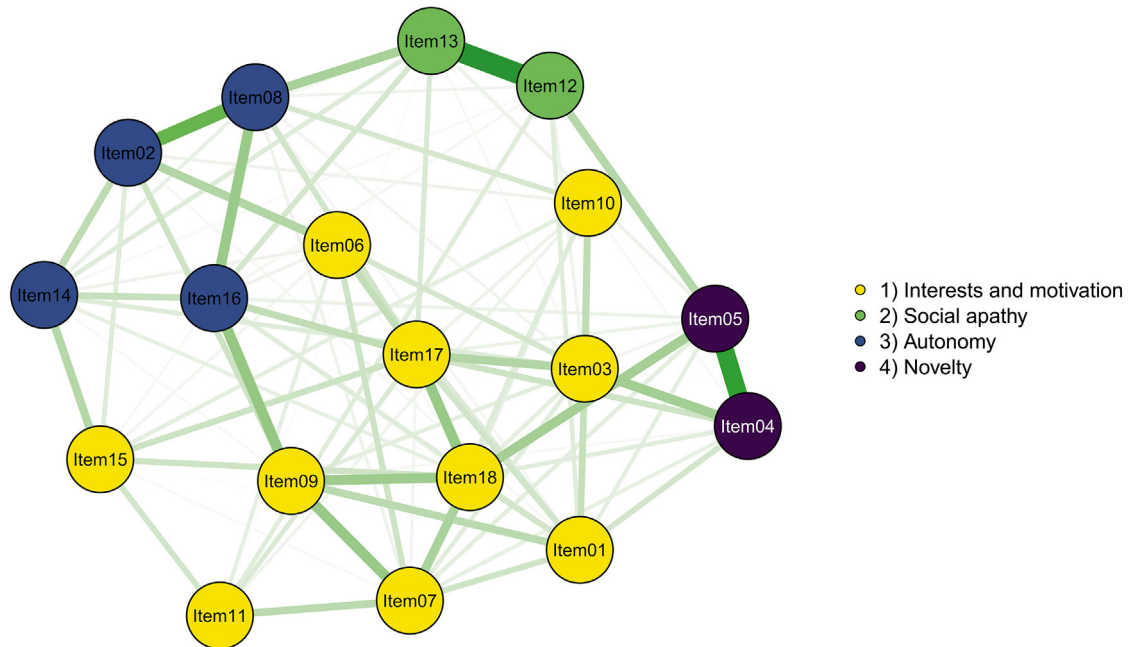 Item13
Item12
Item08
Item02
Item10
Item06
Item14
Item16
Item05
Item17
Item03
Item04
Item15
Item09
Item18
Item01
Item11
Item07
1) Interests and motivation
2) Social apathy
3) Autonomy
4) Novelty